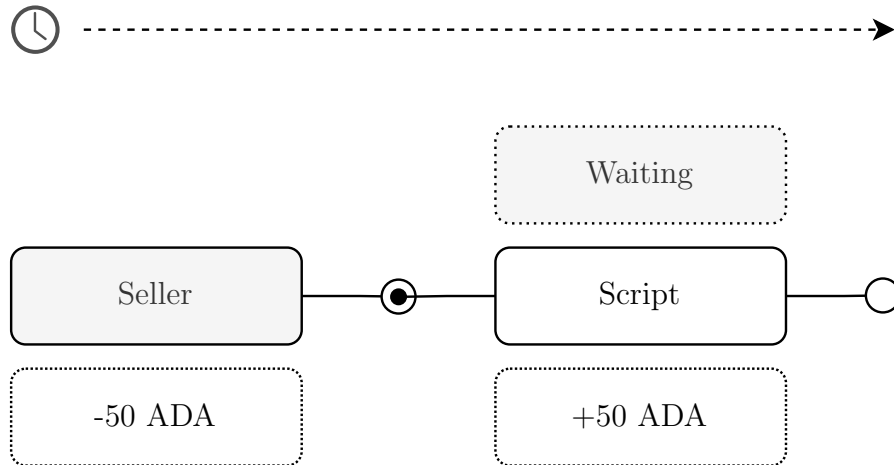 Waiting
Seller
Script
-50 ADA
+50 ADA